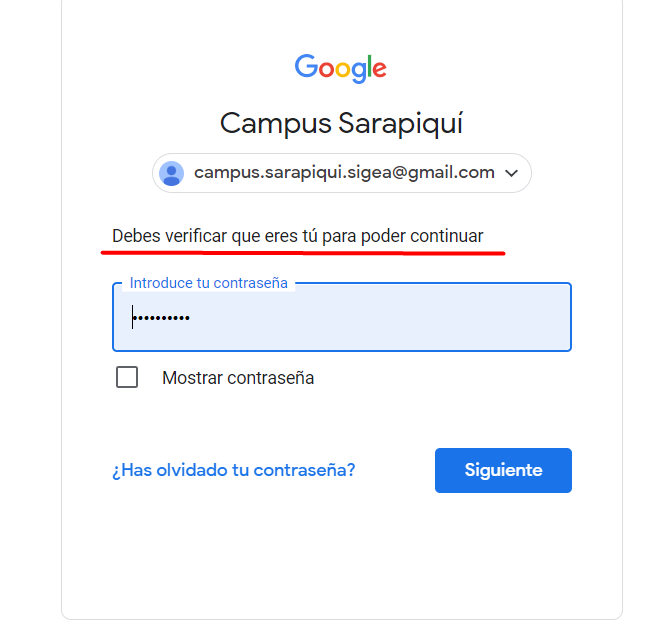 Google
Campus Sarapiquí
campus.sarapiqui.sigea@gmail.com
Debes verificar que eres tú para poder continuar
Introduce tu contraseña
••••••••••
Mostrar contraseña
¿Has olvidado tu contraseña?
Siguiente